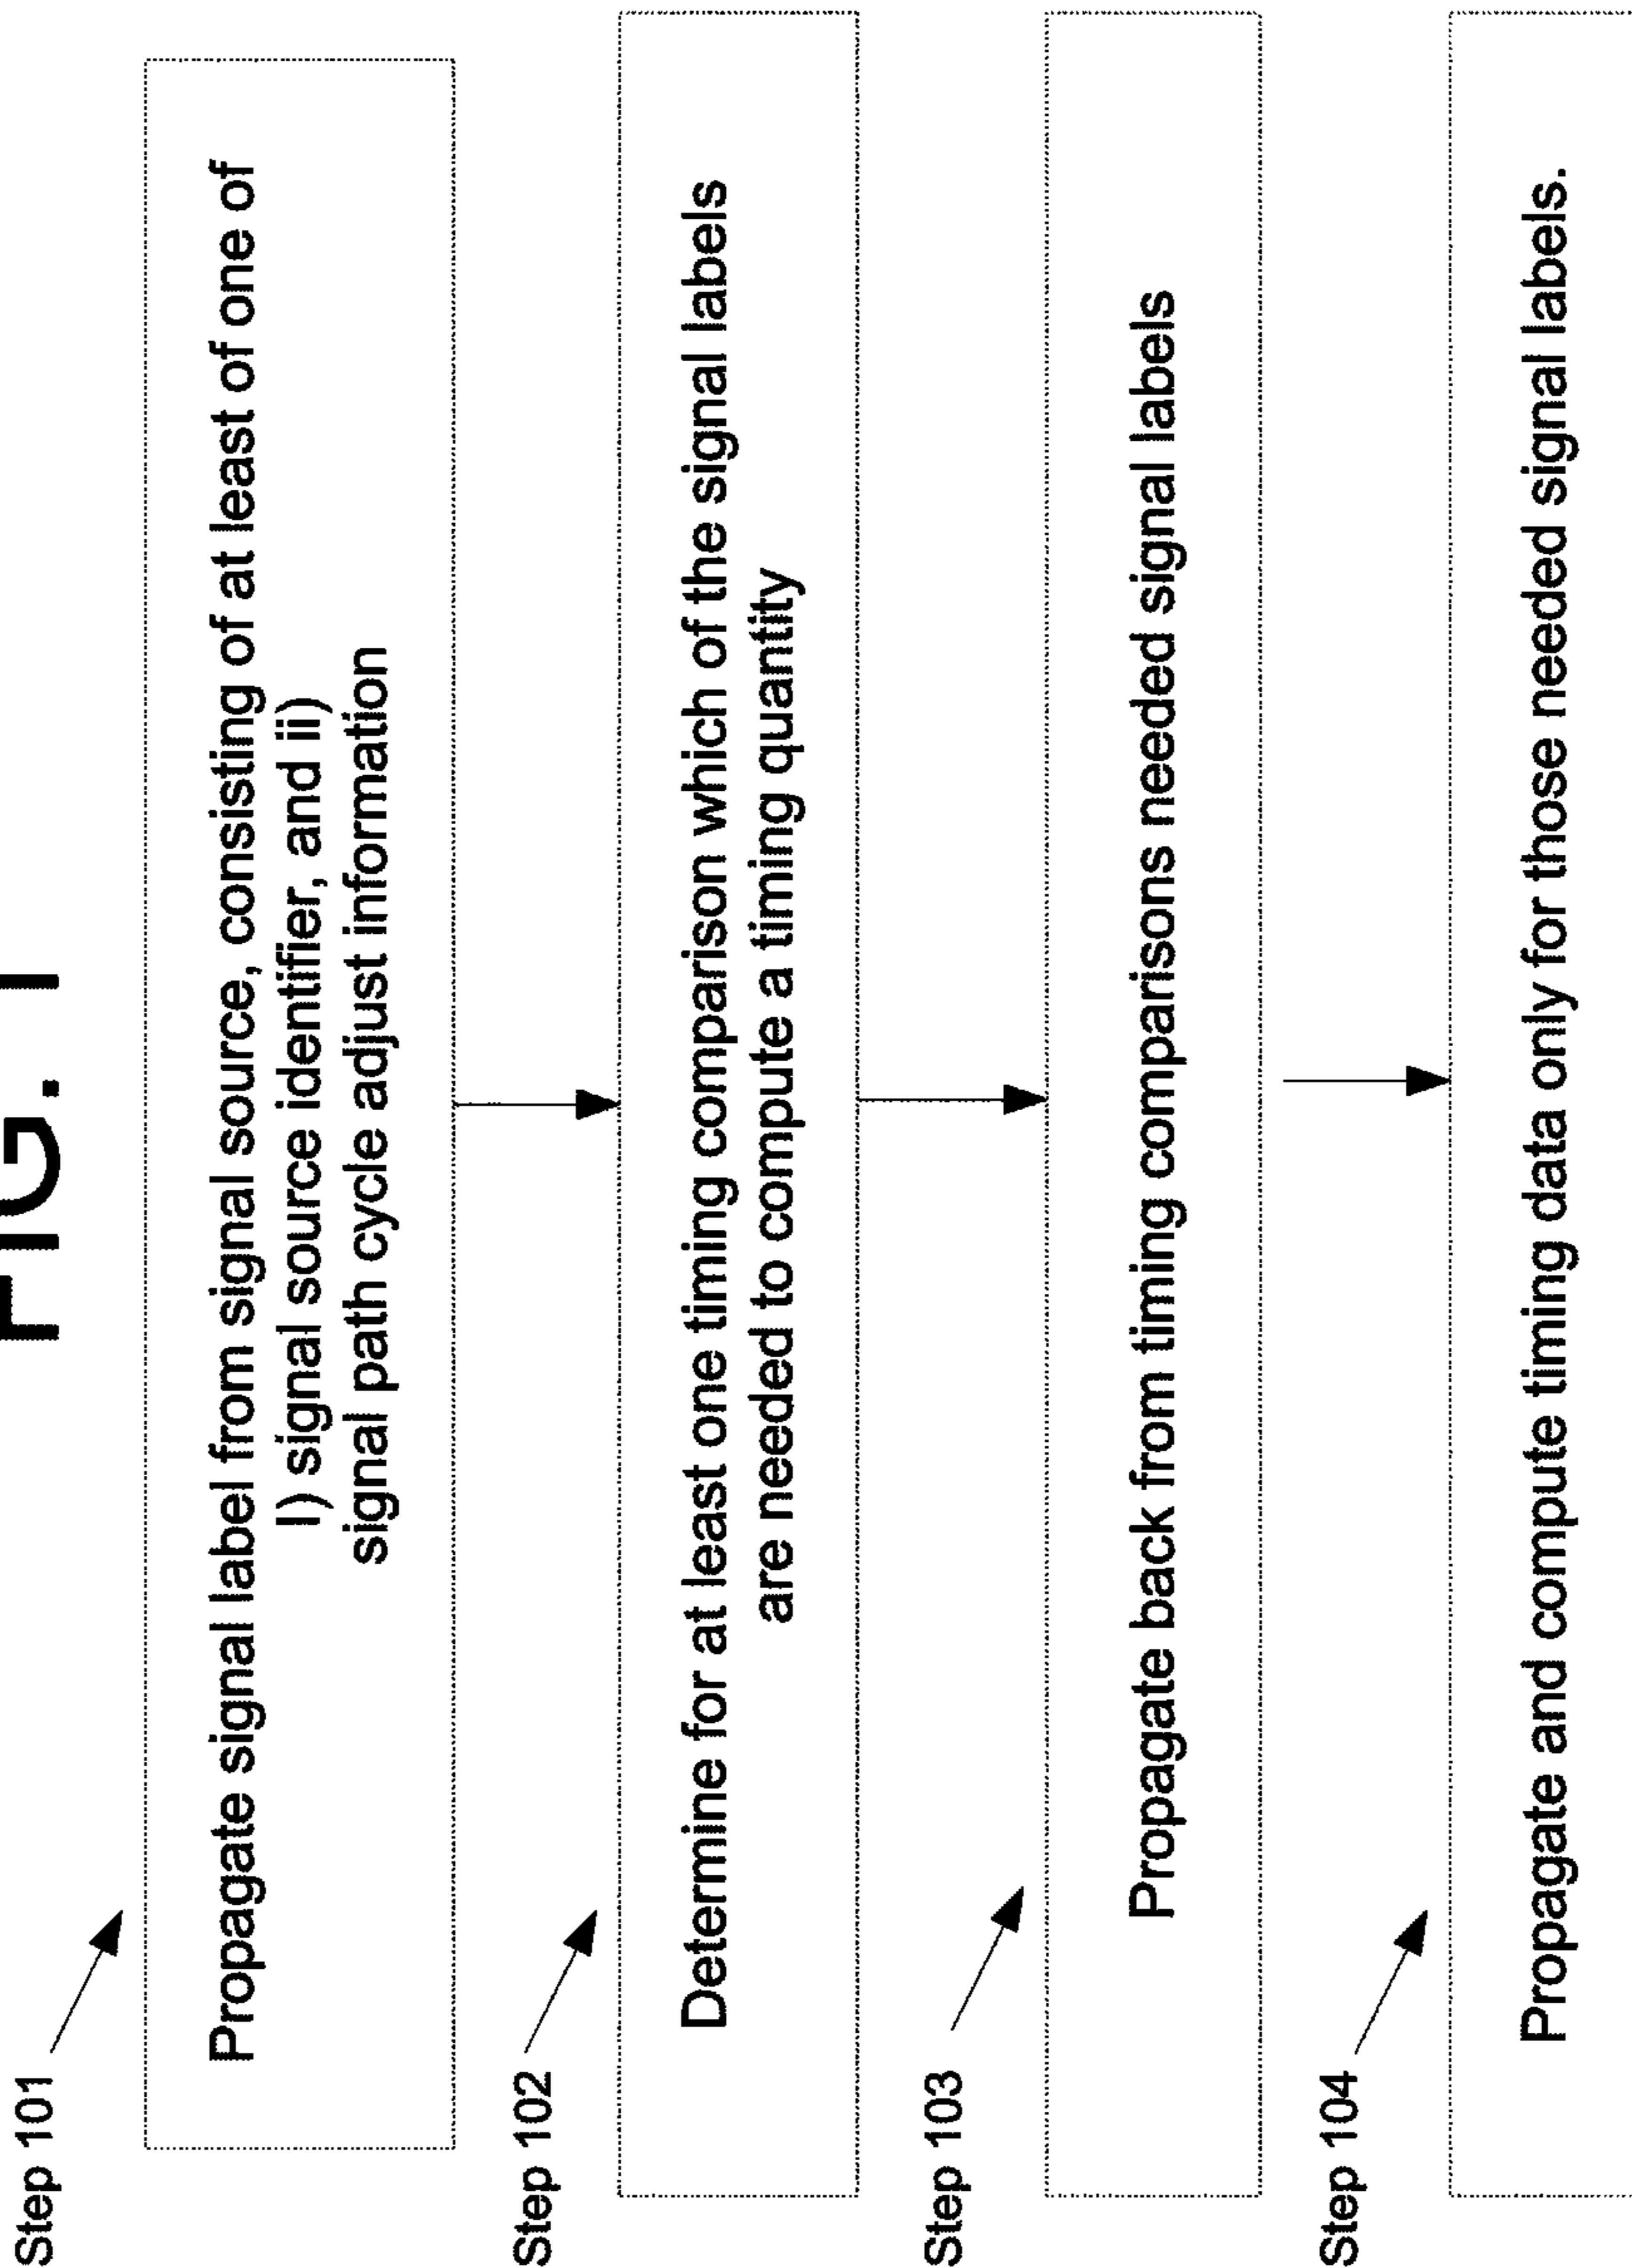 FIG. 1
Step 101
Propagate signal label from signal source, consisting of at least of one of
I) signal source identifier, and ii)
signal path cycle adjust information
Step 102
Determine for at least one timing comparison which of the signal labels
are needed to compute a timing quantity
Step 103
Propagate back from timing comparisons needed signal labels
Step 104
Propagate and compute timing data only for those needed signal labels.